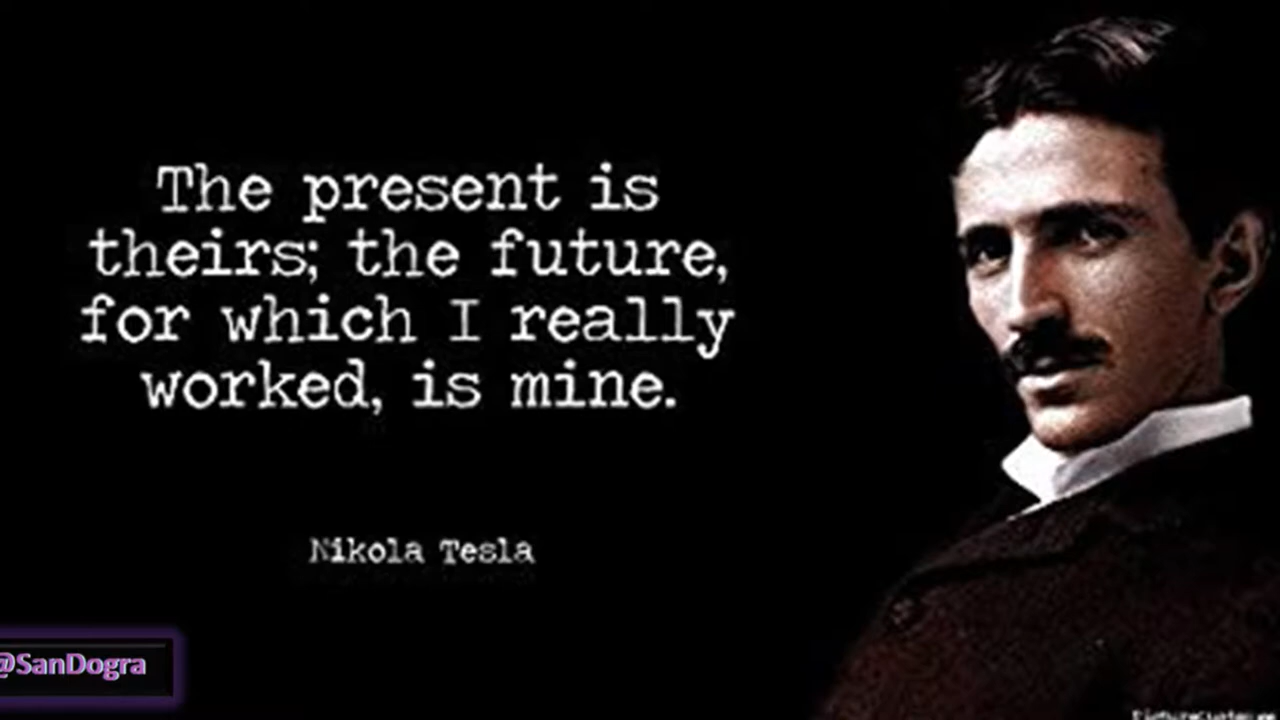 The present is
theirs; the future,
for which I really
worked, is mine.
Nikola Tesla
@SanDogra